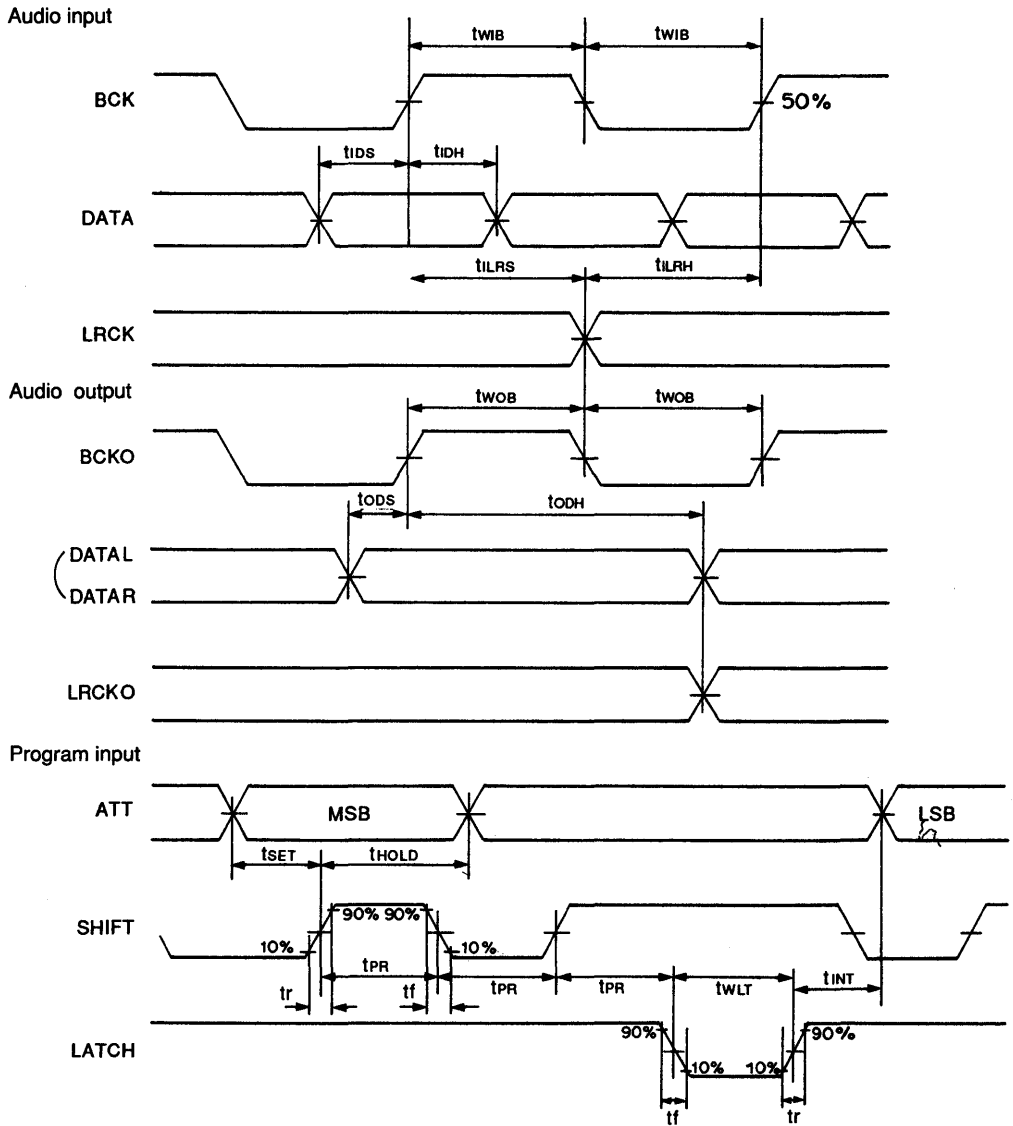 Audio input
tWIB tWIB
BCK 50%
tIDS tIDH
DATA
tILRS tILRH
LRCK
Audio output
tWOB tWOB
BCKO
tODS tODH
DATAL
DATAR
LRCKO
Program input
ATT MSB LSB
tSET tHOLD
SHIFT 10% 90% 90% 10%
tPR tPR tPR tWLT tINT
tr tf
LATCH 90% 10% 10% 90%
tf tr